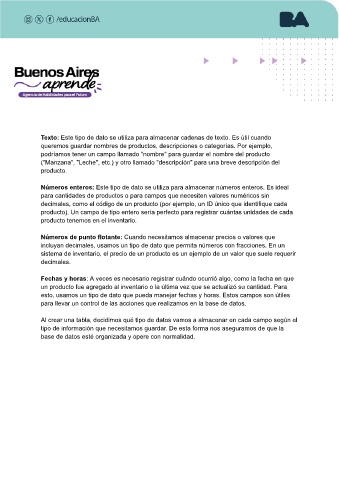 /educacionBA
BA
Buenos Aires
aprende
Agencia de Habilidades para el Futuro
Texto: Este tipo de dato se utiliza para almacenar cadenas de texto. Es útil cuando
queremos guardar nombres de productos, descripciones o categorías. Por ejemplo,
podríamos tener un campo llamado "nombre" para guardar el nombre del producto
("Manzana", "Leche", etc.) y otro llamado "descripción" para una breve descripción del
producto.
Números enteros: Este tipo de dato se utiliza para almacenar números enteros. Es ideal
para cantidades de productos o para campos que necesiten valores numéricos sin
decimales, como el código de un producto (por ejemplo, un ID único que identifique cada
producto). Un campo de tipo entero sería perfecto para registrar cuántas unidades de cada
producto tenemos en el inventario.
Números de punto flotante: Cuando necesitamos almacenar precios o valores que
incluyan decimales, usamos un tipo de dato que permita números con fracciones. En un
sistema de inventario, el precio de un producto es un ejemplo de un valor que suele requerir
decimales.
Fechas y horas: A veces es necesario registrar cuándo ocurrió algo, como la fecha en que
un producto fue agregado al inventario o la última vez que se actualizó su cantidad. Para
esto, usamos un tipo de dato que pueda manejar fechas y horas. Estos campos son útiles
para llevar un control de las acciones que realizamos en la base de datos.
Al crear una tabla, decidimos qué tipo de datos vamos a almacenar en cada campo según el
tipo de información que necesitamos guardar. De esta forma nos aseguramos de que la
base de datos esté organizada y opere con normalidad.